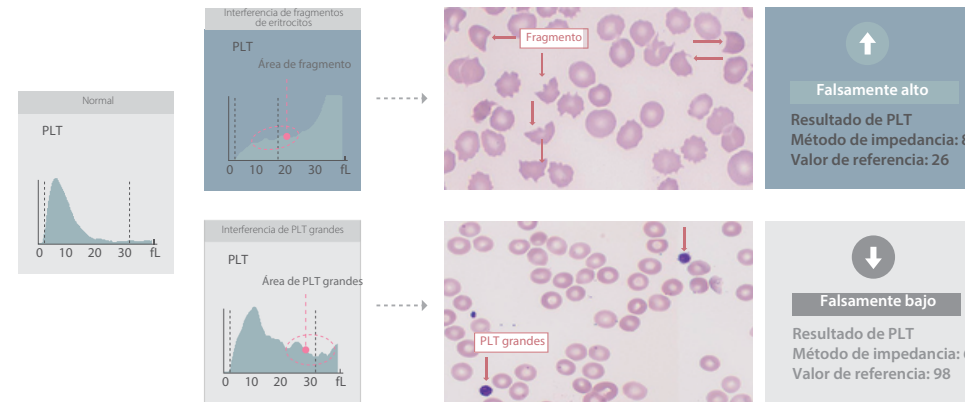 Normal
PLT
0 10 20 30 fL
Interferencia de fragmentos
de eritrocitos
PLT
Área de fragmento
0 10 20 30 fL
Fragmento
Falsamente alto
Resultado de PLT
Método de impedancia:
Valor de referencia: 26
Interferencia de PLT grandes
PLT
Área de PLT grandes
0 10 20 30 fL
PLT grandes
Falsamente bajo
Resultado de PLT
Método de impedancia:
Valor de referencia: 98